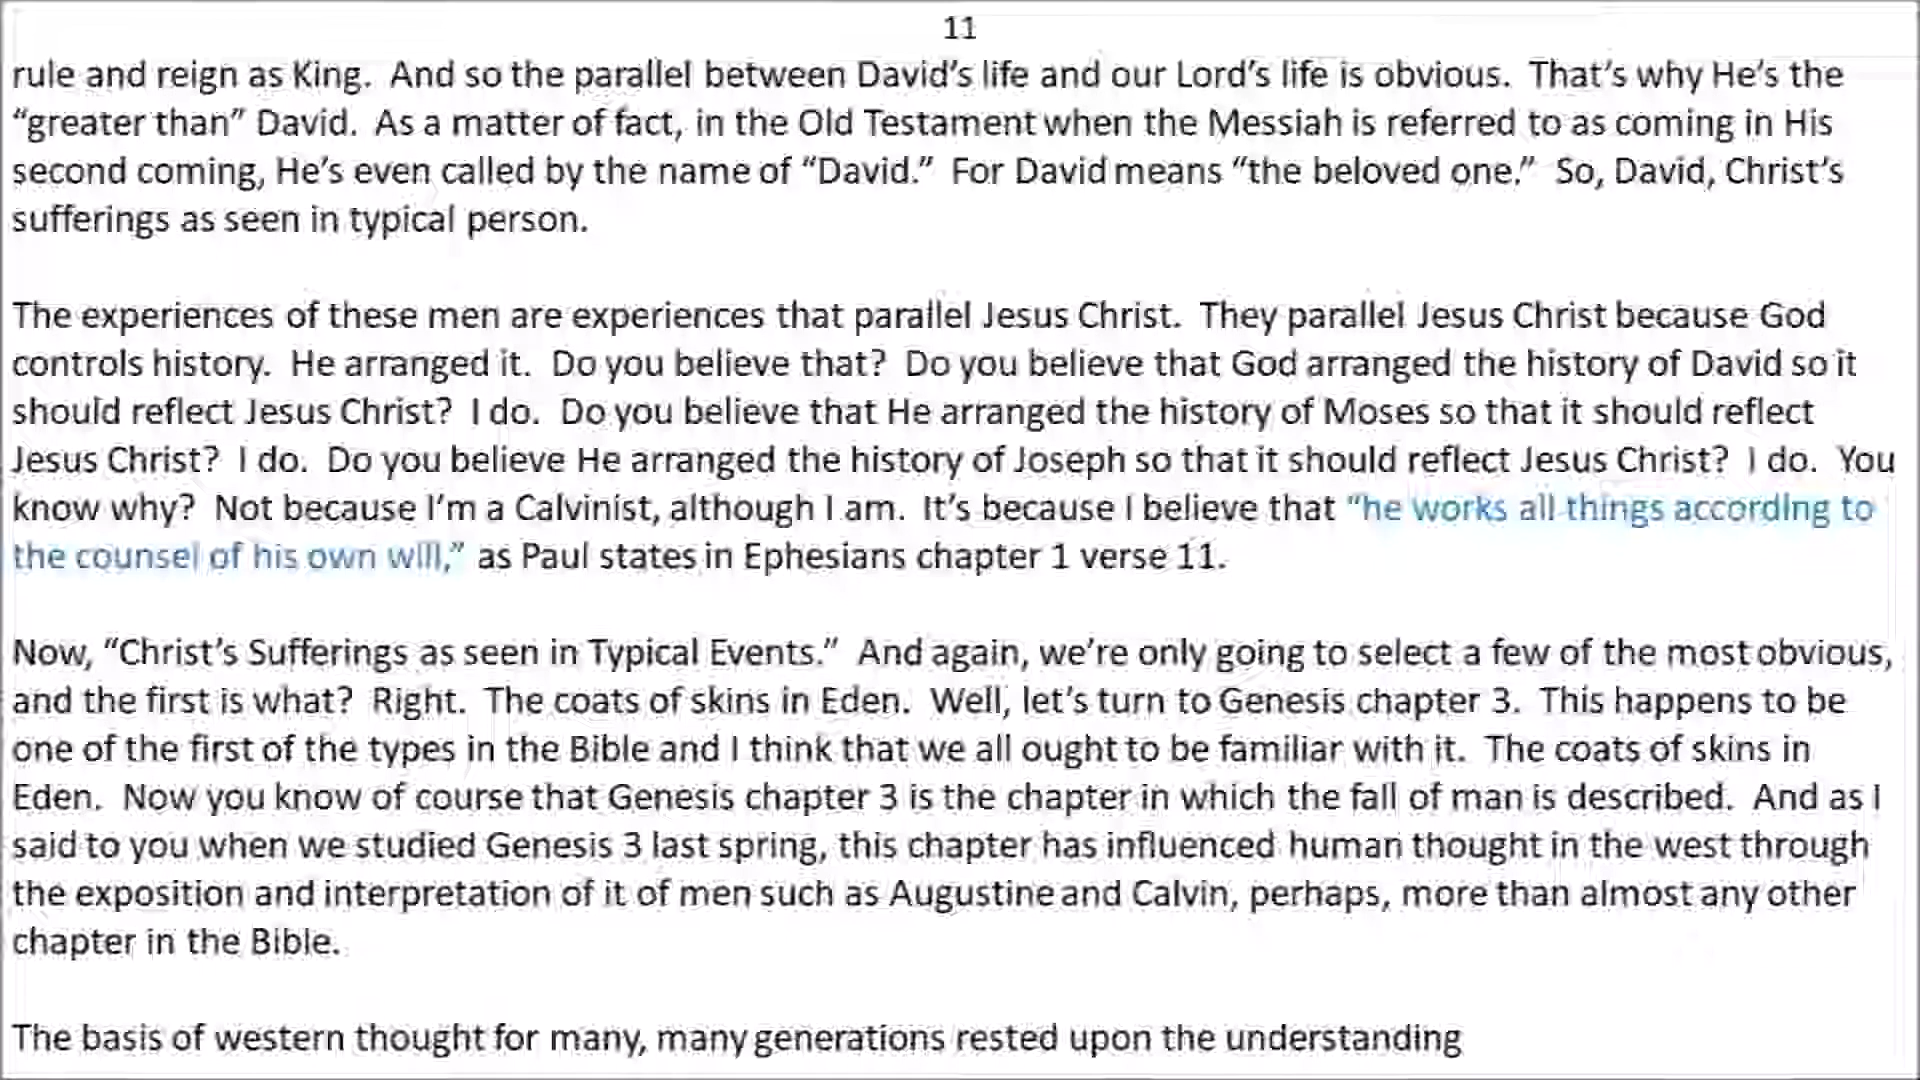 11
rule and reign as King. And so the parallel between David’s life and our Lord’s life is obvious. That’s why He’s the
“greater than” David. As a matter of fact, in the Old Testament when the Messiah is referred to as coming in His
second coming, He’s even called by the name of “David.” For David means “the beloved one.” So, David, Christ’s
sufferings as seen in typical person.
The experiences of these men are experiences that parallel Jesus Christ. They parallel Jesus Christ because God
controls history. He arranged it. Do you believe that? Do you believe that God arranged the history of David so it
should reflect Jesus Christ? I do. Do you believe that He arranged the history of Moses so that it should reflect
Jesus Christ? I do. Do you believe He arranged the history of Joseph so that it should reflect Jesus Christ? I do. You
know why? Not because I’m a Calvinist, although I am. It’s because I believe that “he works all things according to
the counsel of his own will,” as Paul states in Ephesians chapter 1 verse 11.
Now, “Christ’s Sufferings as seen in Typical Events.” And again, we’re only going to select a few of the most obvious,
and the first is what? Right. The coats of skins in Eden. Well, let’s turn to Genesis chapter 3. This happens to be
one of the first of the types in the Bible and I think that we all ought to be familiar with it. The coats of skins in
Eden. Now you know of course that Genesis chapter 3 is the chapter in which the fall of man is described. And as I
said to you when we studied Genesis 3 last spring, this chapter has influenced human thought in the west through
the exposition and interpretation of it of men such as Augustine and Calvin, perhaps, more than almost any other
chapter in the Bible.
The basis of western thought for many, many generations rested upon the understanding